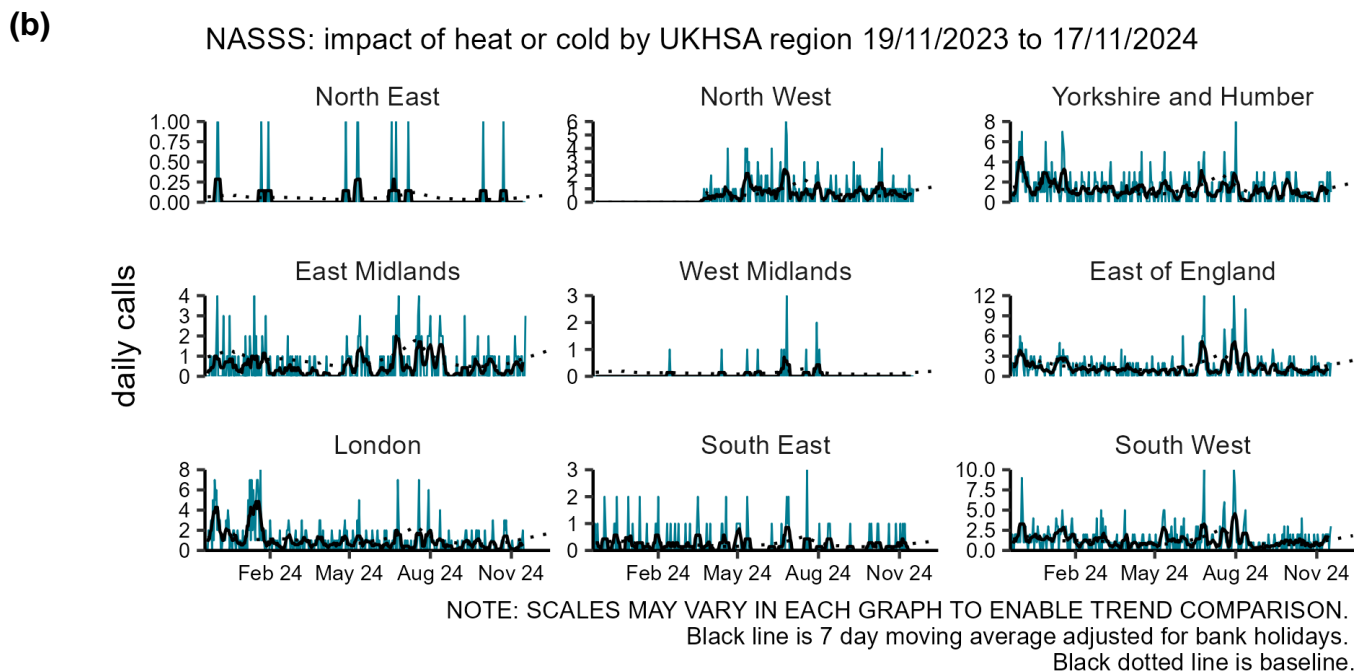 (b)
NASSS: impact of heat or cold by UKHSA region 19/11/2023 to 17/11/2024
daily calls
North East
1.00
0.75
0.50
0.25
0.00
North West
6
5
4
3
2
1
0
Yorkshire and Humber
8
6
4
2
0
East Midlands
4
3
2
1
0
West Midlands
3
2
1
0
East of England
12
9
6
3
0
London
8
6
4
2
0
Feb 24 May 24 Aug 24 Nov 24
South East
3
2
1
0
Feb 24 May 24 Aug 24 Nov 24
South West
10.0
7.5
5.0
2.5
0.0
Feb 24 May 24 Aug 24 Nov 24
NOTE: SCALES MAY VARY IN EACH GRAPH TO ENABLE TREND COMPARISON.
Black line is 7 day moving average adjusted for bank holidays.
Black dotted line is baseline.